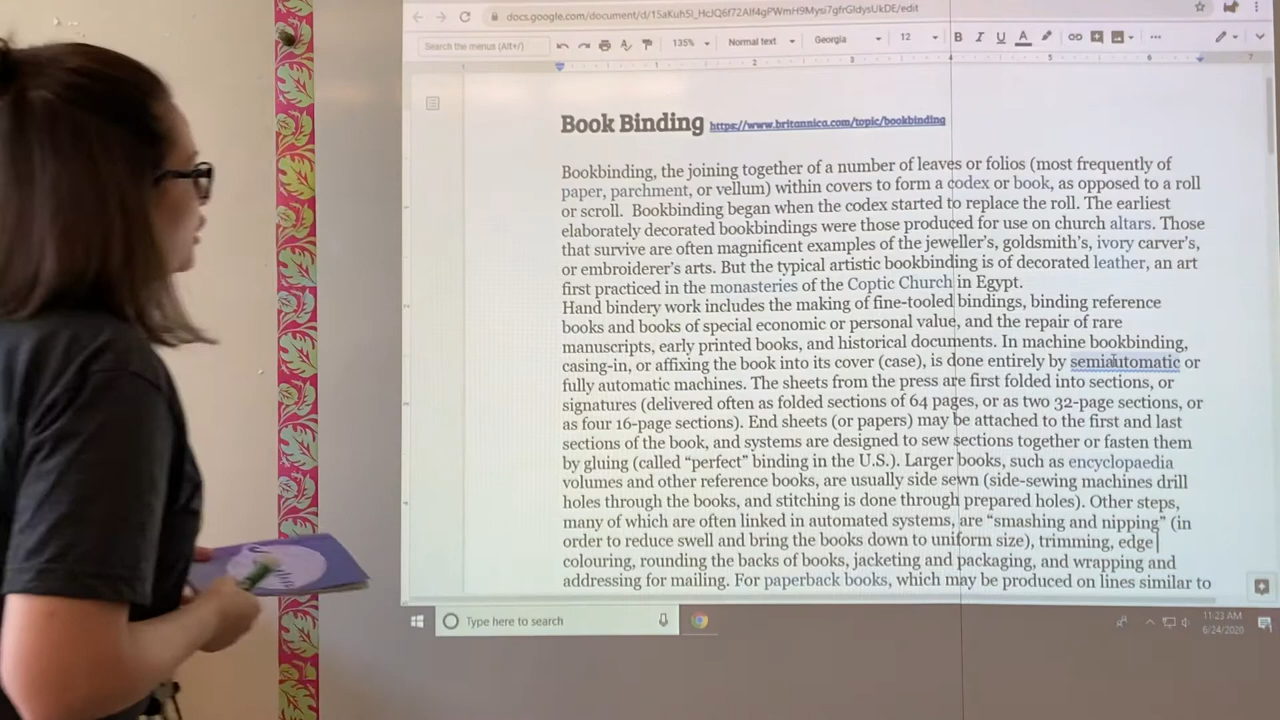 docs.google.com/document/d/
/edit
Search the menus (Alt+/)
135%
Normal text
Georgia
12
B I U A
1 2 3 4 5 6 7
Book Binding https://www.britannica.com/topic/bookbinding
Bookbinding, the joining together of a number of leaves or folios (most frequently of
paper, parchment, or vellum) within covers to form a codex or book, as opposed to a roll
or scroll. Bookbinding began when the codex started to replace the roll. The earliest
elaborately decorated bookbindings were those produced for use on church altars. Those
that survive are often magnificent examples of the jeweller's, goldsmith's, ivory carver's,
or embroiderer's arts. But the typical artistic bookbinding is of decorated leather, an art
first practiced in the monasteries of the Coptic Church in Egypt.
Hand bindery work includes the making of fine-tooled bindings, binding reference
books and books of special economic or personal value, and the repair of rare
manuscripts, early printed books, and historical documents. In machine bookbinding,
casing-in, or affixing the book into its cover (case), is done entirely by semiautomatic or
fully automatic machines. The sheets from the press are first folded into sections, or
signatures (delivered often as folded sections of 64 pages, or as two 32-page sections, or
as four 16-page sections). End sheets (or papers) may be attached to the first and last
sections of the book, and systems are designed to sew sections together or fasten them
by gluing (called “perfect” binding in the U.S.). Larger books, such as encyclopaedia
volumes and other reference books, are usually side sewn (side-sewing machines drill
holes through the books, and stitching is done through prepared holes). Other steps,
many of which are often linked in automated systems, are “smashing and nipping” (in
order to reduce swell and bring the books down to uniform size), trimming, edge
colouring, rounding the backs of books, jacketing and packaging, and wrapping and
addressing for mailing. For paperback books, which may be produced on lines similar to
Type here to search
11:23 AM
6/24/2020